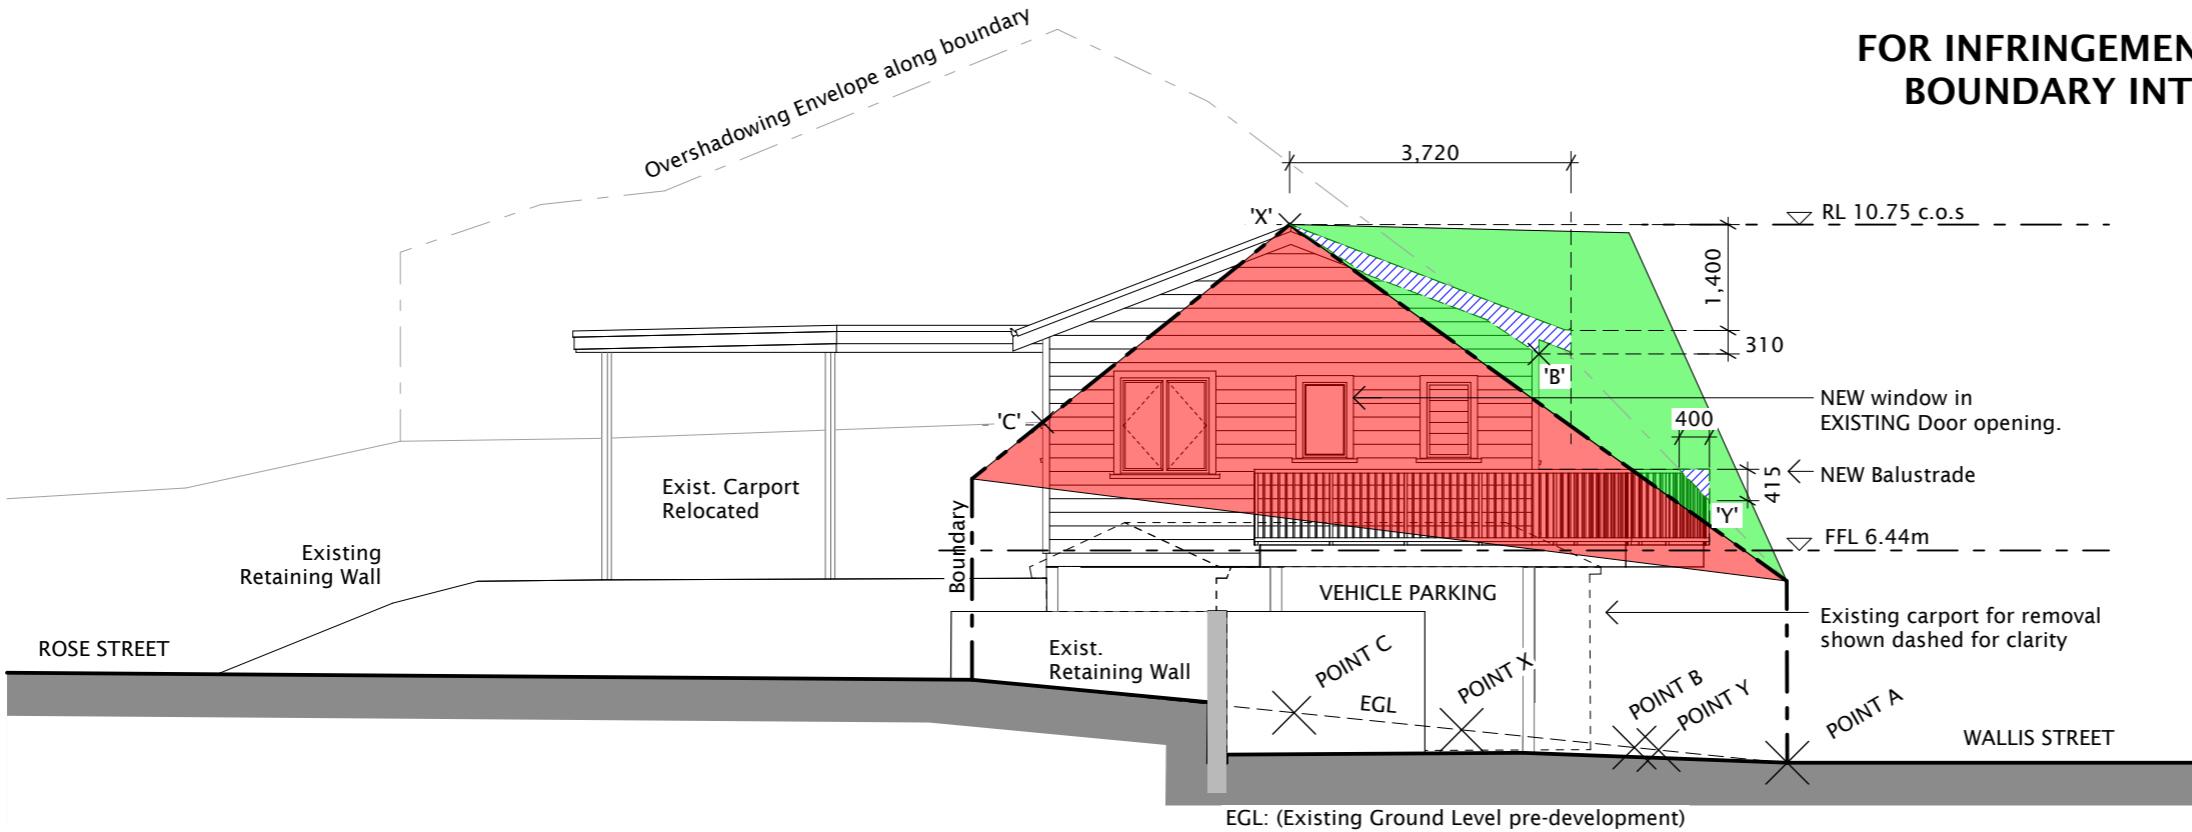 FOR INFRINGEMEN
BOUNDARY INT
Overshadowing Envelope along boundary
3,720
'X'
RL 10.75 c.o.s
1,400
310
'B'
NEW window in
EXISTING Door opening.
400
'C'
415
NEW Balustrade
Exist. Carport
Relocated
'Y'
FFL 6.44m
Boundary
Existing
Retaining Wall
VEHICLE PARKING
Existing carport for removal
shown dashed for clarity
ROSE STREET
Exist.
Retaining Wall
POINT C
POINT X
EGL
POINT B
POINT Y
POINT A
WALLIS STREET
EGL: (Existing Ground Level pre-development)